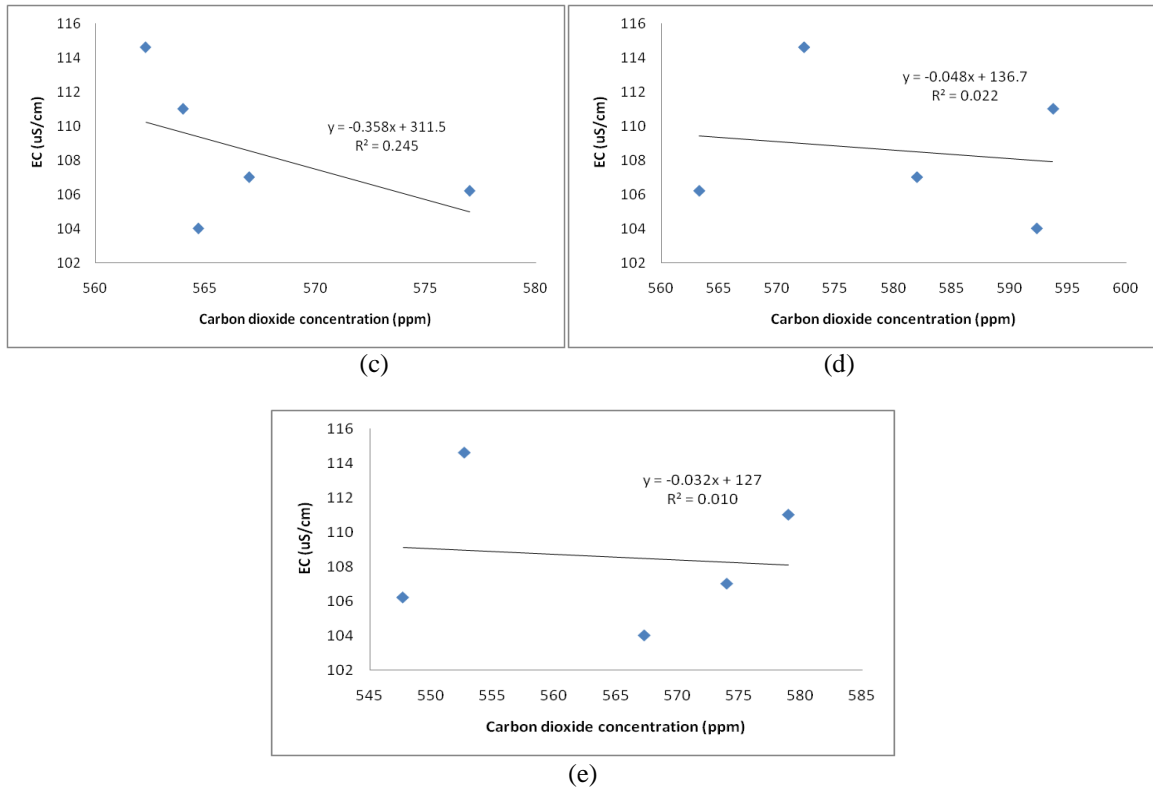 116
114
112
110
108
106
104
102
EC (uS/cm)
y = -0.358x + 311.5
R² = 0.245
560 565 570 575 580
Carbon dioxide concentration (ppm)
(c)
116
114
112
110
108
106
104
102
EC (uS/cm)
y = -0.048x + 136.7
R² = 0.022
560 565 570 575 580 585 590 595 600
Carbon dioxide concentration (ppm)
(d)
116
114
112
110
108
106
104
102
EC (uS/cm)
y = -0.032x + 127
R² = 0.010
545 550 555 560 565 570 575 580 585
Carbon dioxide concentration (ppm)
(e)